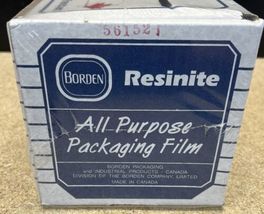 561521
BORDEN
Resinite
All Purpose
Packaging Film
BORDEN PACKAGING
and INDUSTRIAL PRODUCTS - CANADA
DIVISION OF THE BORDEN COMPANY, LIMITED
MADE IN CANADA